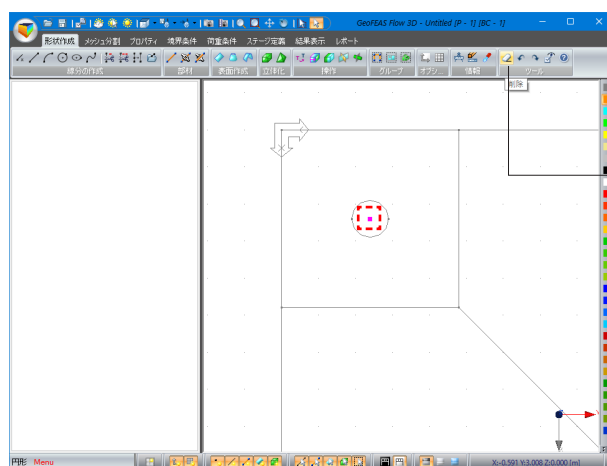 GeoFEAS Flow 3D - Untitled [P - 1] [BC - 1]
形状作成 メッシュ分割 プロパティ 境界条件 荷重条件 ステージ定義 結果表示 レポート
線分の作成 部材 表面作成 立体化 操作 グループ オプシ... 情報 ツール
削除
円形 Menu X:-0.591 Y:3.008 Z:0.000 [m]